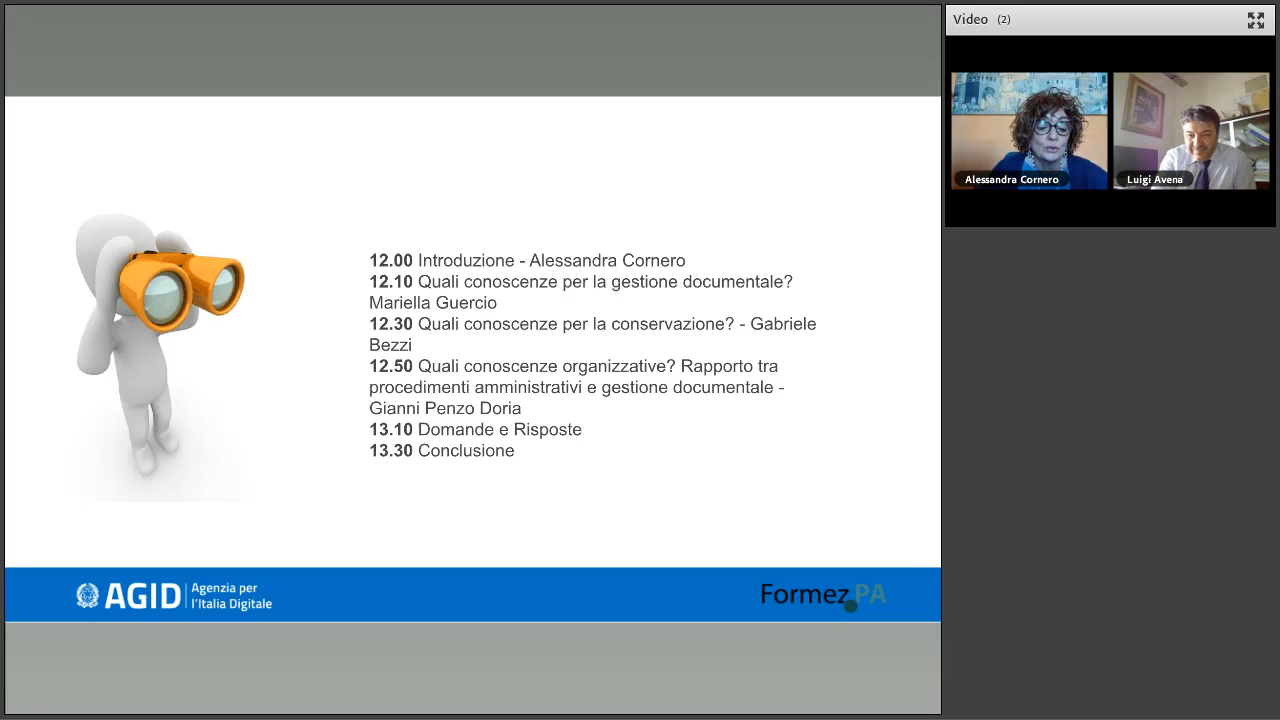 Video (2)
Alessandra Cornero
Luigi Avena
12.00 Introduzione - Alessandra Cornero
12.10 Quali conoscenze per la gestione documentale?
Mariella Guercio
12.30 Quali conoscenze per la conservazione? - Gabriele
Bezzi
12.50 Quali conoscenze organizzative? Rapporto tra
procedimenti amministrativi e gestione documentale -
Gianni Penzo Doria
13.10 Domande e Risposte
13.30 Conclusione
AGID
Agenzia per
l'Italia Digitale
Formez PA